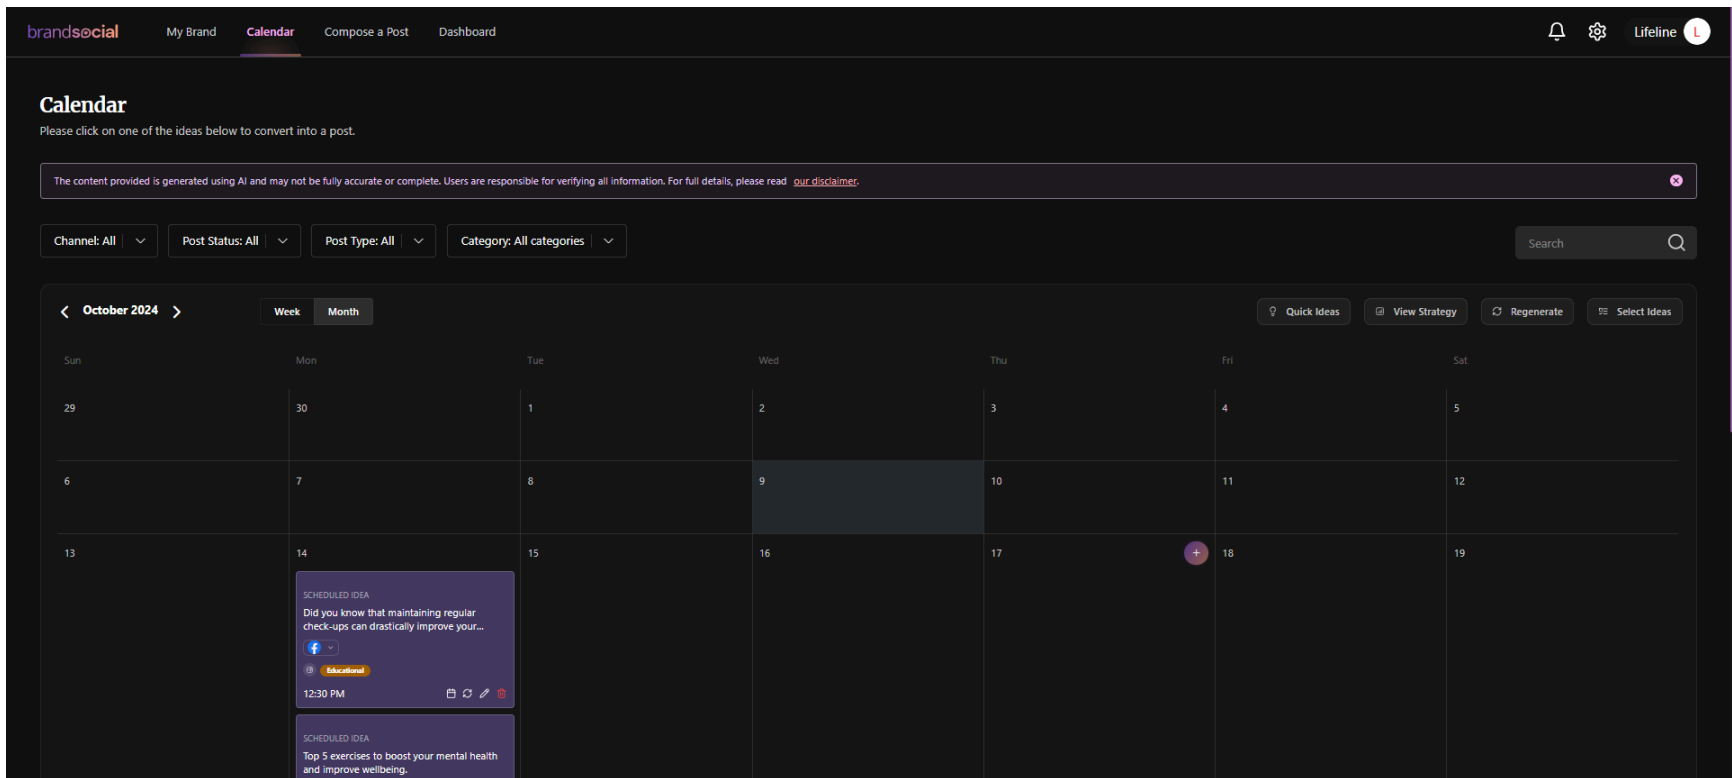 brandsocial My Brand Calendar Compose a Post Dashboard Lifeline L
Calendar
Please click on one of the ideas below to convert into a post.
The content provided is generated using AI and may not be fully accurate or complete. Users are responsible for verifying all information. For full details, please read our disclaimer.
Channel: All Post Status: All Post Type: All Category: All categories Search
October 2024 Week Month Quick Ideas View Strategy Regenerate Select Ideas
Sun Mon Tue Wed Thu Fri Sat
29 30 1 2 3 4 5
6 7 8 9 10 11 12
13 14 15 16 17 + 18 19
SCHEDULED IDEA
Did you know that maintaining regular
check-ups can drastically improve your...
Educational
12:30 PM
SCHEDULED IDEA
Top 5 exercises to boost your mental health
and improve wellbeing.